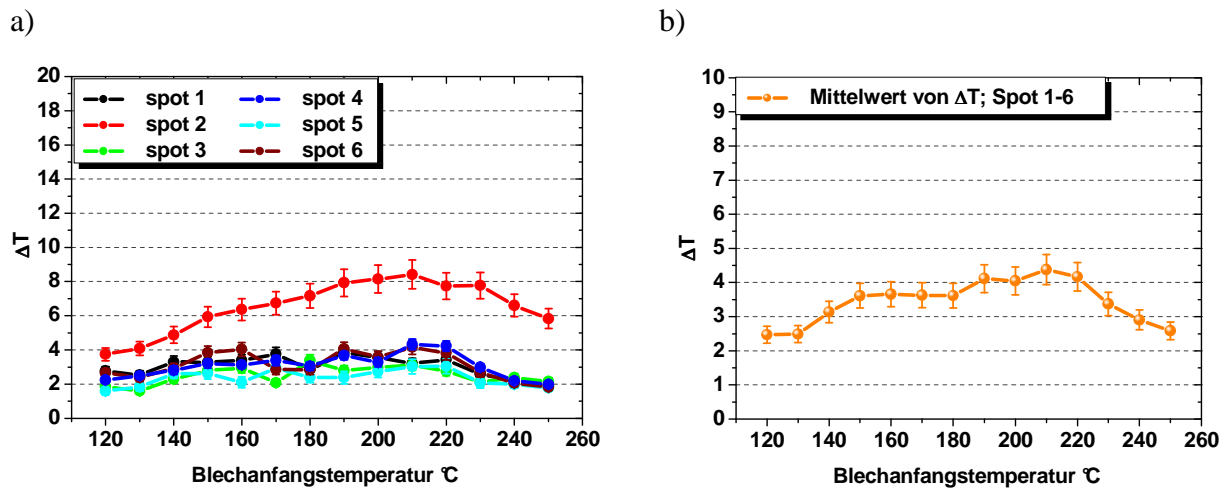 a)
20
18
16
14
12
10
8
6
4
2
0
ΔT
spot 1
spot 2
spot 3
spot 4
spot 5
spot 6
120 140 160 180 200 220 240 260
Blechanfangstemperatur °C
b)
10
9
8
7
6
5
4
3
2
1
0
ΔT
Mittelwert von ΔT; Spot 1-6
120 140 160 180 200 220 240 260
Blechanfangstemperatur °C